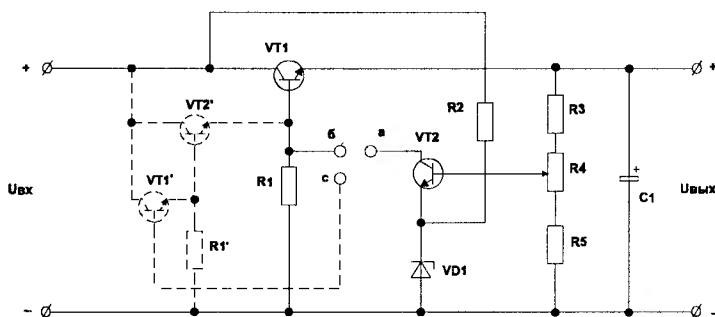 VT1
+
+
R2
R3
VT2'
б
а
VT2
R4
+
с
VT1'
R1
Uвх
C1
Uвых
R1'
R5
VD1
−
−